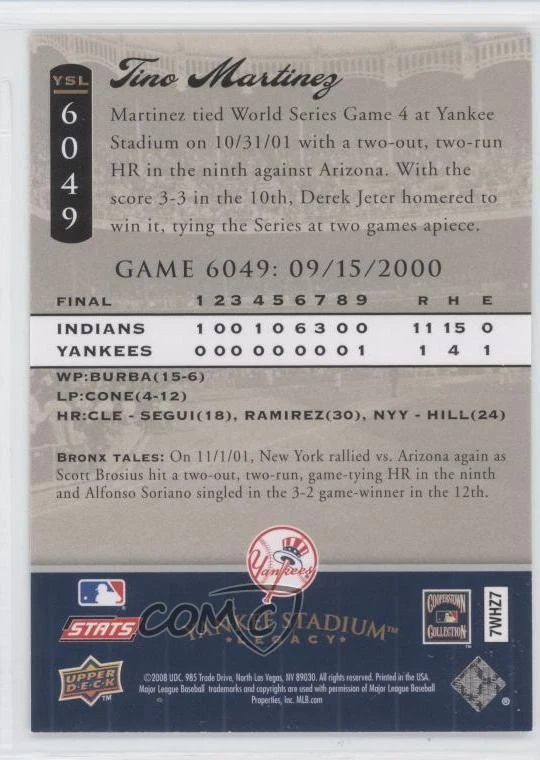 YSL
6049
Tino Martinez
Martinez tied World Series Game 4 at Yankee
Stadium on 10/31/01 with a two-out, two-run
HR in the ninth against Arizona. With the
score 3-3 in the 10th, Derek Jeter homered to
win it, tying the Series at two games apiece.
GAME 6049: 09/15/2000
FINAL 1 2 3 4 5 6 7 8 9 R H E
INDIANS 1 0 0 1 0 6 3 0 0 11 15 0
YANKEES 0 0 0 0 0 0 0 0 1 1 4 1
WP:BURBA(15-6)
LP:CONE(4-12)
HR:CLE - SEGUI(18), RAMIREZ(30), NYY - HILL(24)
BRONX TALES: On 11/1/01, New York rallied vs. Arizona again as
Scott Brosius hit a two-out, two-run, game-tying HR in the ninth
and Alfonso Soriano singled in the 3-2 game-winner in the 12th.
Yankees
STATS
COMC
YANKEE STADIUM™
LEGACY
COOPERSTOWN
COLLECTION
™
7WHZ7
UPPER
DECK
™
©2008 UDC. 985 Trade Drive, North Las Vegas, NV 89030. All rights reserved. Printed in the USA.
Major League Baseball trademarks and copyrights are used with permission of Major League Baseball
Properties, Inc. MLB.com
®